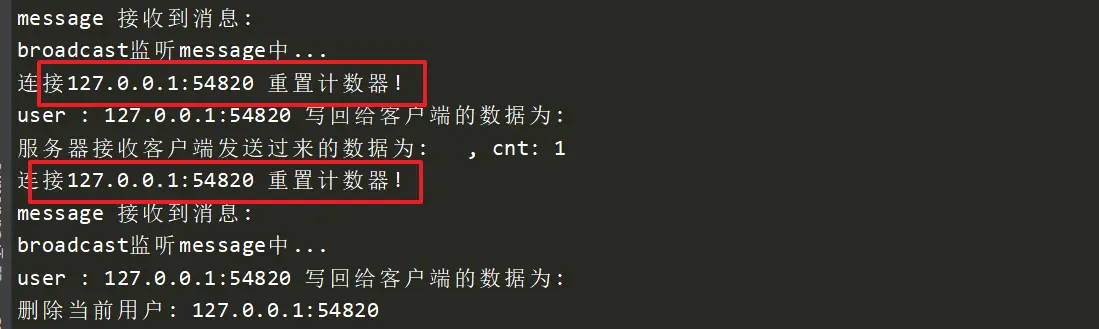 message 接收到消息:
broadcast监听message中...
连接127.0.0.1:54820 重置计数器!
user : 127.0.0.1:54820 写回给客户端的数据为:
服务器接收客户端发送过来的数据为:   , cnt: 1
连接127.0.0.1:54820 重置计数器!
message 接收到消息:
broadcast监听message中...
user : 127.0.0.1:54820 写回给客户端的数据为:
删除当前用户: 127.0.0.1:54820